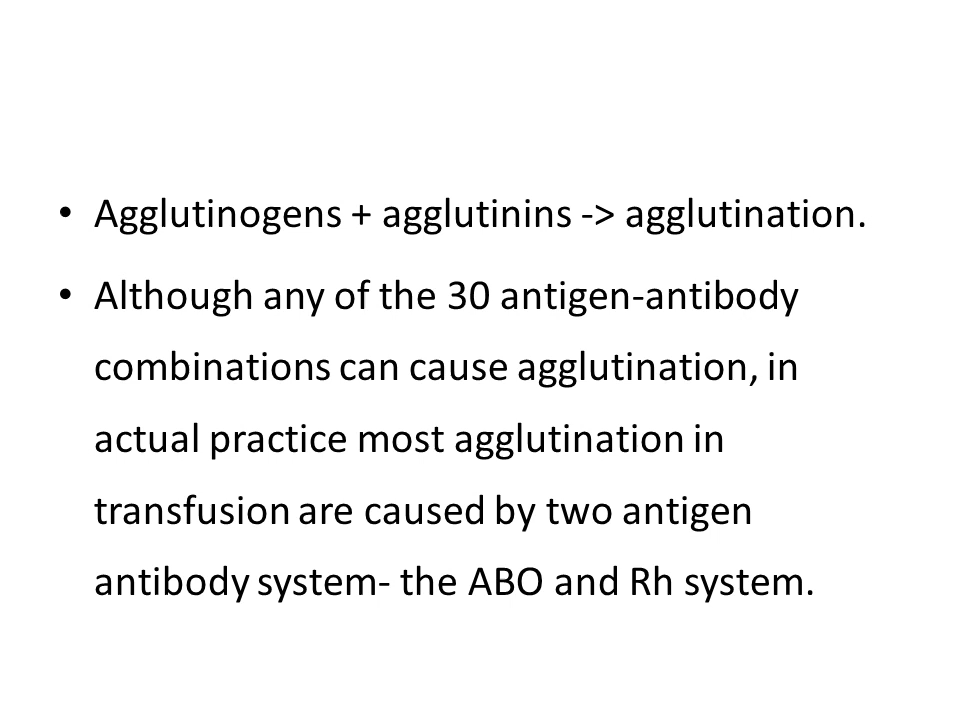 • Agglutinogens + agglutinins -> agglutination.
• Although any of the 30 antigen-antibody
combinations can cause agglutination, in
actual practice most agglutination in
transfusion are caused by two antigen
antibody system- the ABO and Rh system.